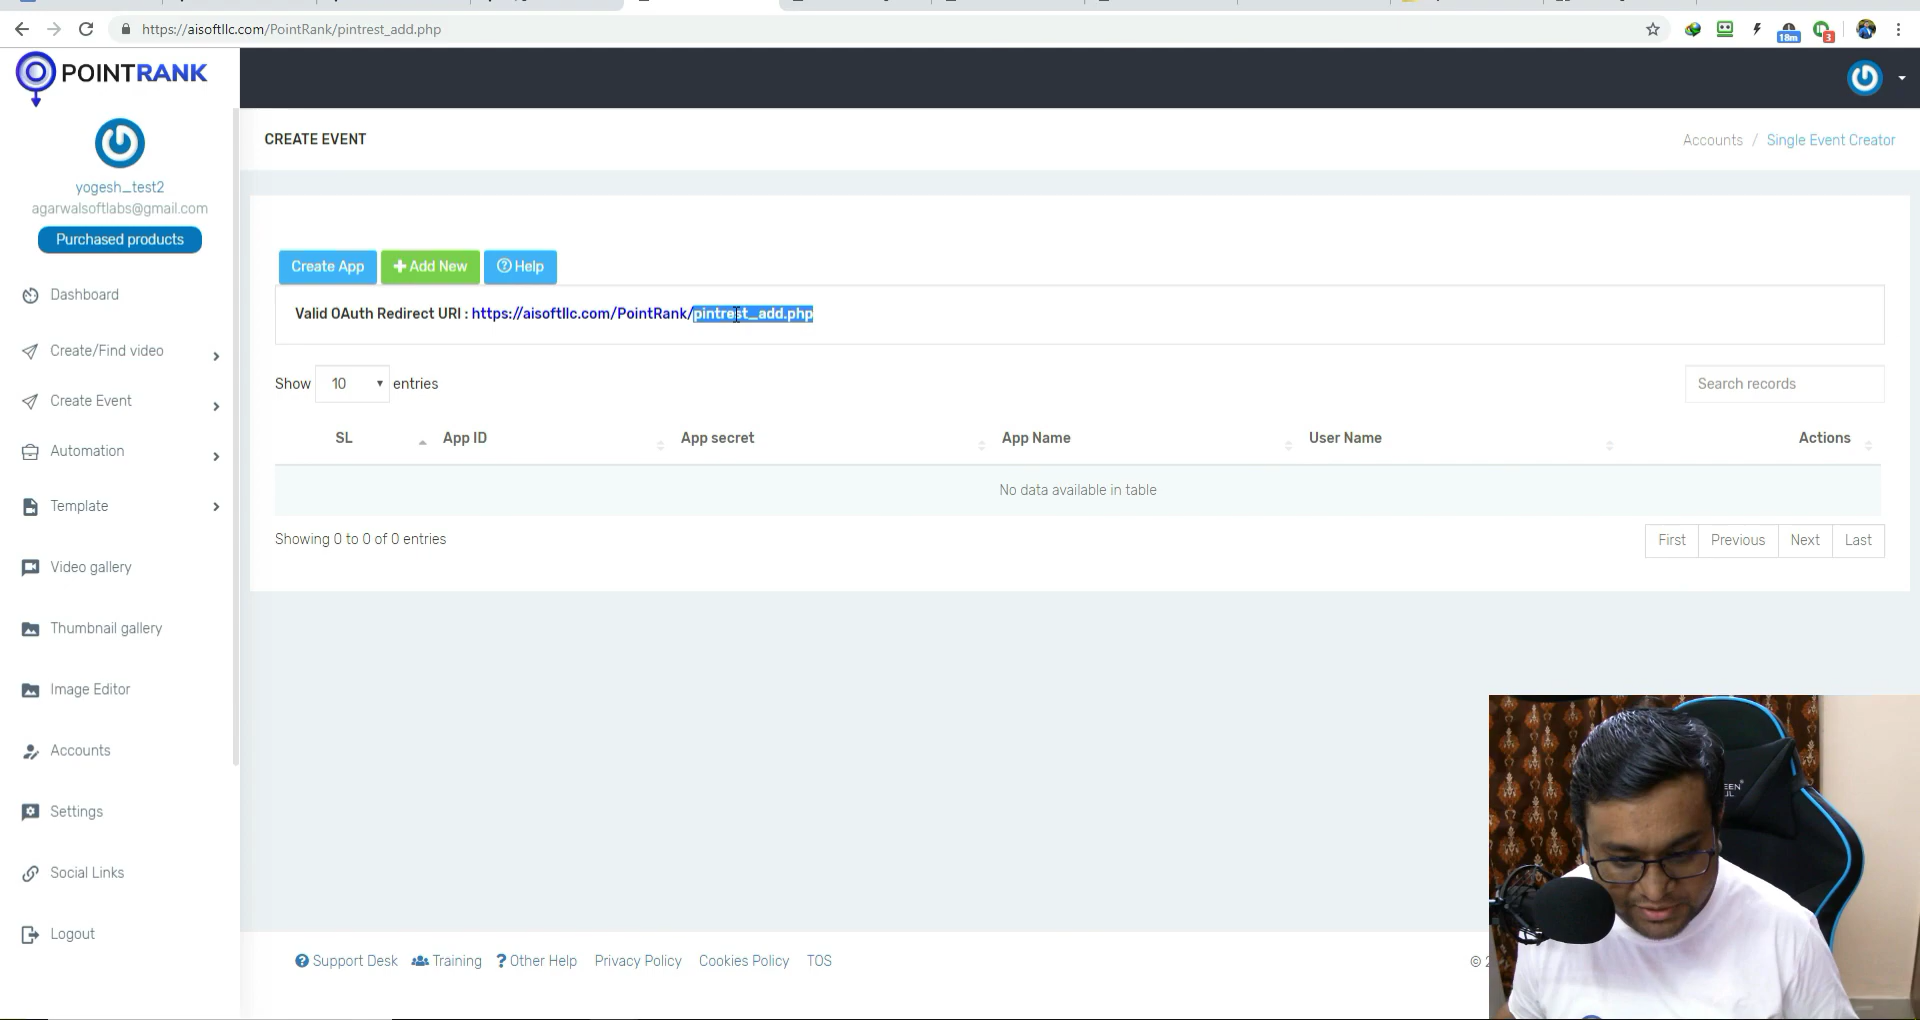 https://aisoftllc.com/PointRank/pintrest_add.php
18m
3
POINTRANK
yogesh_test2
agarwalsoftlabs@gmail.com
Purchased products
Dashboard
Create/Find video
Create Event
Automation
Template
Video gallery
Thumbnail gallery
Image Editor
Accounts
Settings
Social Links
Logout
CREATE EVENT
Accounts / Single Event Creator
Create App
Add New
Help
Valid OAuth Redirect URI : https://aisoftllc.com/PointRank/pintrest_add.php
Show 10 entries
Search records
SL App ID App secret App Name User Name Actions
No data available in table
Showing 0 to 0 of 0 entries
First Previous Next Last
Support Desk Training Other Help Privacy Policy Cookies Policy TOS
©